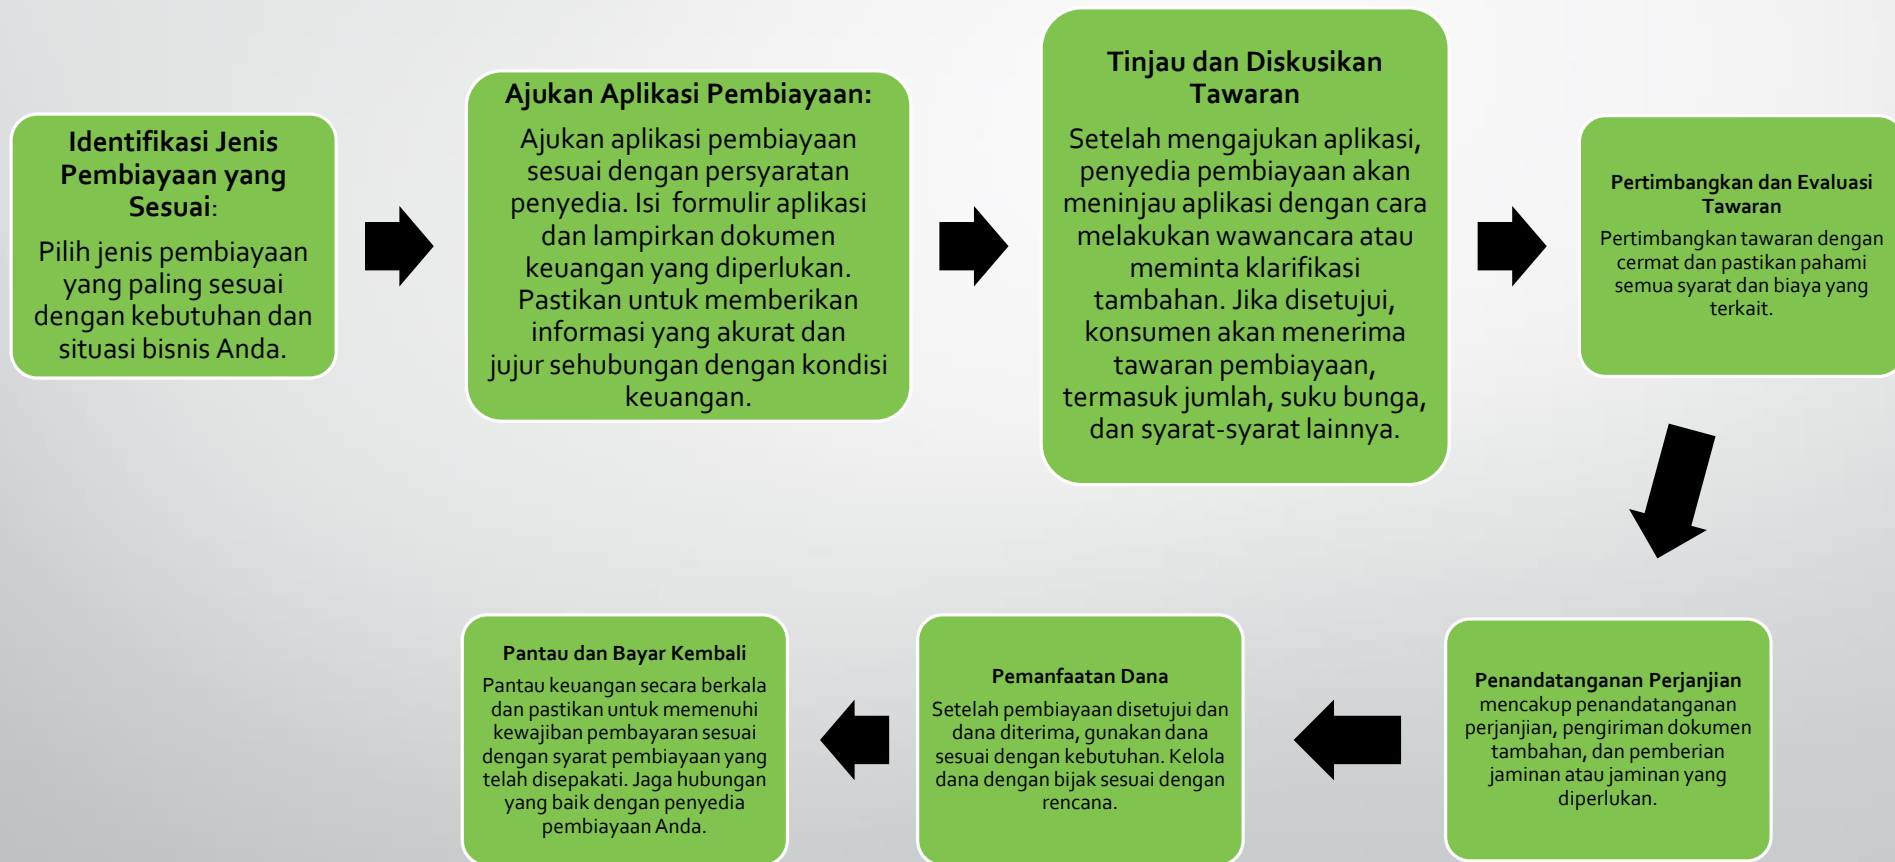 Identifikasi Jenis
Pembiayaan yang
Sesuai:
Pilih jenis pembiayaan
yang paling sesuai
dengan kebutuhan dan
situasi bisnis Anda.
Ajukan Aplikasi Pembiayaan:
Ajukan aplikasi pembiayaan
sesuai dengan persyaratan
penyedia. Isi formulir aplikasi
dan lampirkan dokumen
keuangan yang diperlukan.
Pastikan untuk memberikan
informasi yang akurat dan
jujur sehubungan dengan kondisi
keuangan.
Tinjau dan Diskusikan
Tawaran
Setelah mengajukan aplikasi,
penyedia pembiayaan akan
meninjau aplikasi dengan cara
melakukan wawancara atau
meminta klarifikasi
tambahan. Jika disetujui,
konsumen akan menerima
tawaran pembiayaan,
termasuk jumlah, suku bunga,
dan syarat-syarat lainnya.
Pertimbangkan dan Evaluasi
Tawaran
Pertimbangkan tawaran dengan
cermat dan pastikan pahami
semua syarat dan biaya yang
terkait.
Penandatanganan Perjanjian
mencakup penandatanganan
perjanjian, pengiriman dokumen
tambahan, dan pemberian
jaminan atau jaminan yang
diperlukan.
Pemanfaatan Dana
Setelah pembiayaan disetujui dan
dana diterima, gunakan dana
sesuai dengan kebutuhan. Kelola
dana dengan bijak sesuai dengan
rencana.
Pantau dan Bayar Kembali
Pantau keuangan secara berkala
dan pastikan untuk memenuhi
kewajiban pembayaran sesuai
dengan syarat pembiayaan yang
telah disepakati. Jaga hubungan
yang baik dengan penyedia
pembiayaan Anda.